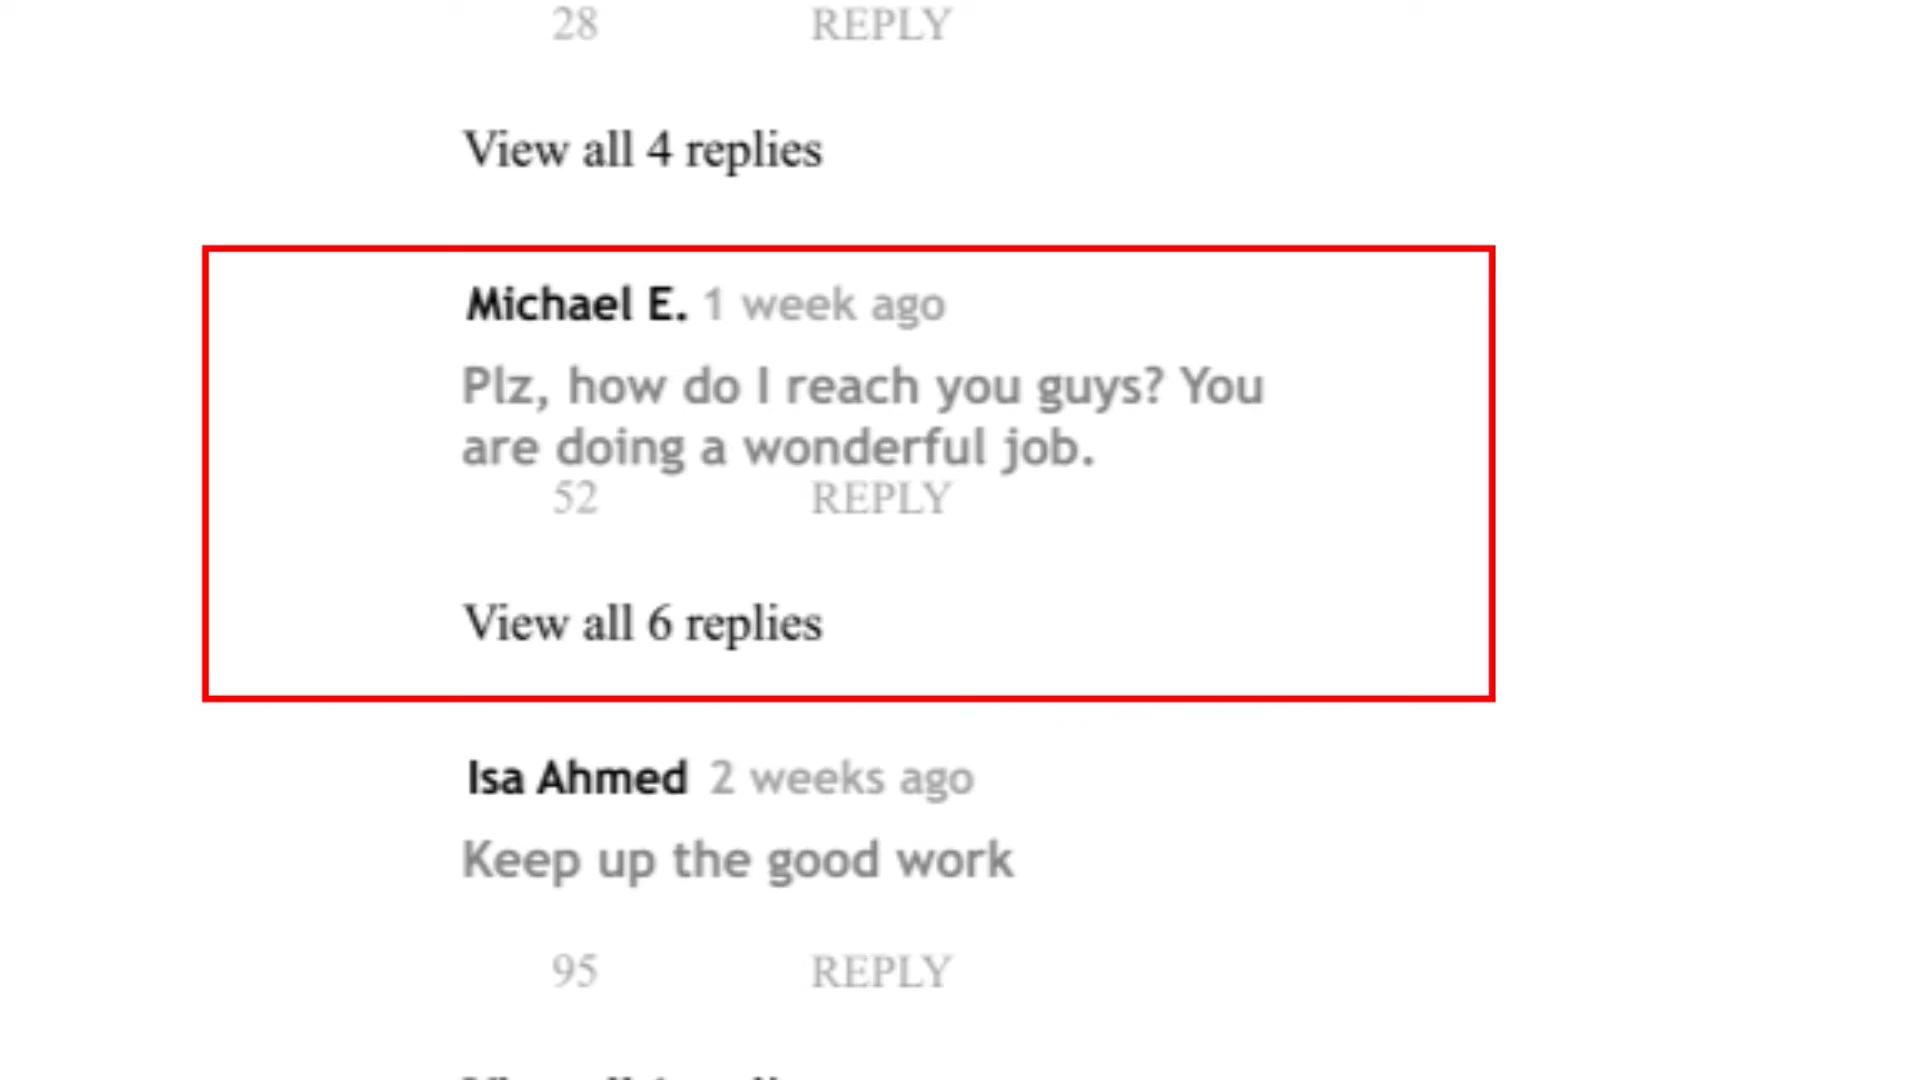 28 REPLY
View all 4 replies
Michael E. 1 week ago
Plz, how do I reach you guys? You
are doing a wonderful job.
52 REPLY
View all 6 replies
Isa Ahmed 2 weeks ago
Keep up the good work
95 REPLY